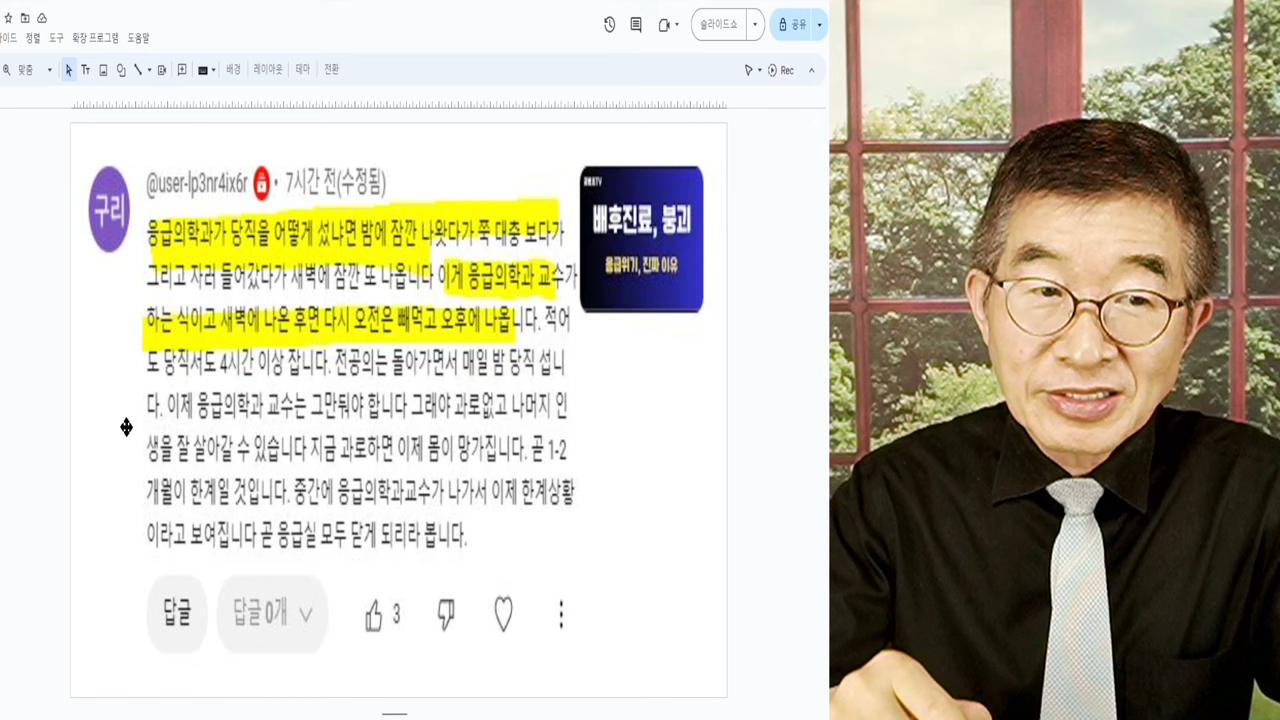 이드 정렬 도구 확장 프로그램 도움말
슬라이드쇼
공유
맞춤
배경 레이아웃 테마 전환
Rec
구리
@user-lp3nr4ix6r • 7시간 전(수정됨)
응급의학과가 당직을 어떻게 섰냐면 밤에 잠깐 나왔다가 쭉 대충 보다가
그리고 자러 들어갔다가 새벽에 잠깐 또 나옵니다 이게 응급의학과 교수가
하는 식이고 새벽에 나온 후면 다시 오전은 빼먹고 오후에 나옵니다. 적어
도 당직서도 4시간 이상 잡니다. 전공의는 돌아가면서 매일 밤 당직 섭니
다. 이제 응급의학과 교수는 그만둬야 합니다 그래야 과로없고 나머지 인
생을 잘 살아갈 수 있습니다 지금 과로하면 이제 몸이 망가집니다. 곧 1-2
개월이 한계일 것입니다. 중간에 응급의학과교수가 나가서 이제 한계상황
이라고 보여집니다 곧 응급실 모두 닫게 되리라 봅니다.
배후진료, 붕괴
응급위기, 진짜 이유
답글
답글 0개
3